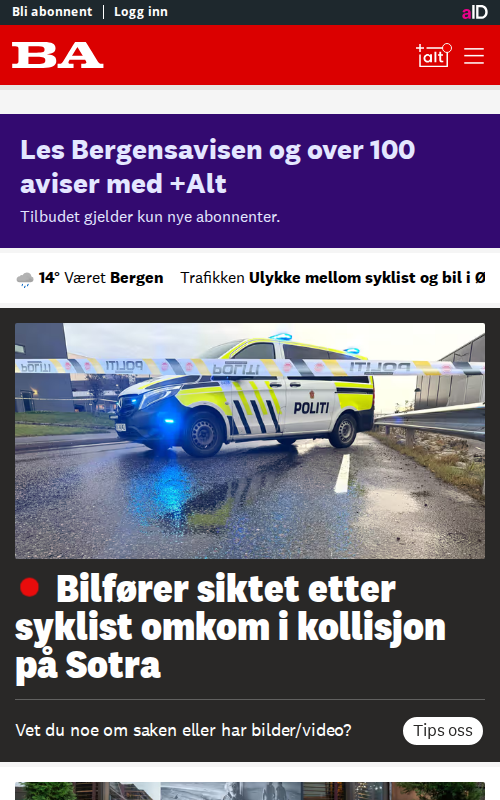 Bli abonnent | Logg inn
aID
BA
+alt
Les Bergensavisen og over 100
aviser med +Alt
Tilbudet gjelder kun nye abonnenter.
14° Været Bergen Trafikken Ulykke mellom syklist og bil i Ø
POLITI POLITI POLITI
POLITI
Bilfører siktet etter
syklist omkom i kollisjon
på Sotra
Vet du noe om saken eller har bilder/video? Tips oss